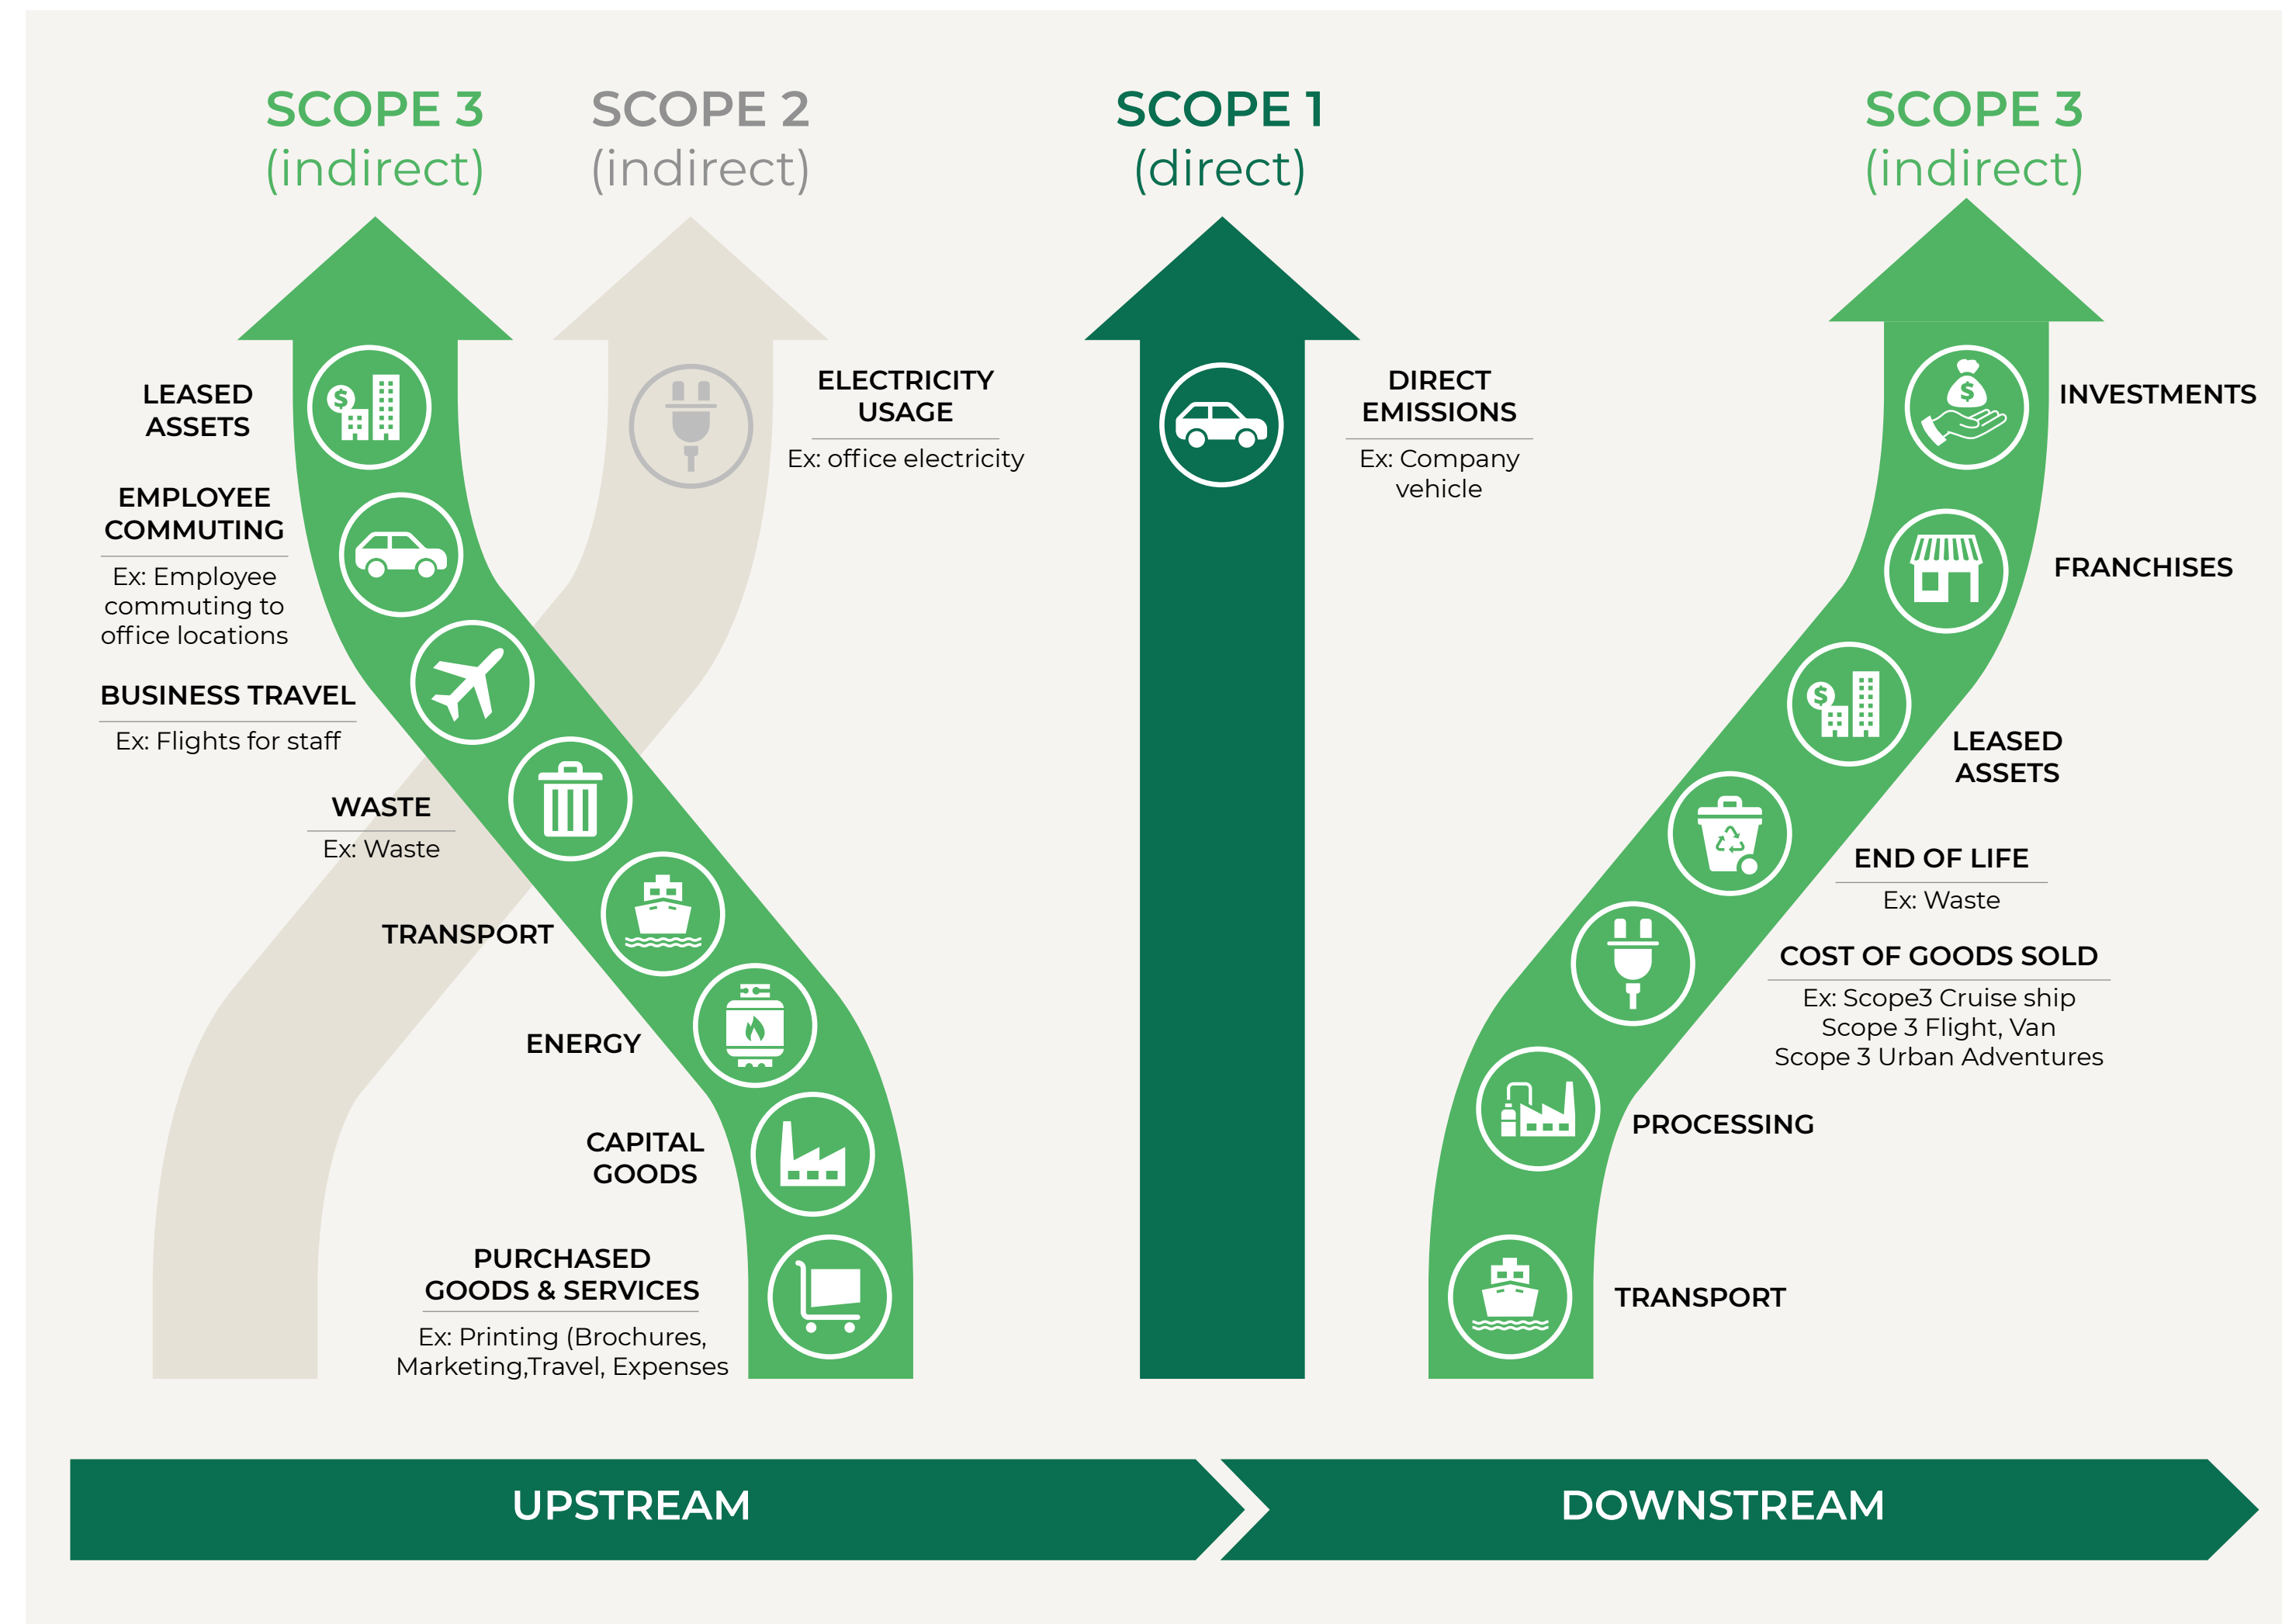 SCOPE 3
(indirect)
SCOPE 2
(indirect)
SCOPE 1
(direct)
SCOPE 3
(indirect)
LEASED
ASSETS
EMPLOYEE
COMMUTING
Ex: Employee
commuting to
office locations
BUSINESS TRAVEL
Ex: Flights for staff
WASTE
Ex: Waste
TRANSPORT
ENERGY
CAPITAL
GOODS
PURCHASED
GOODS & SERVICES
Ex: Printing (Brochures,
Marketing,Travel, Expenses
ELECTRICITY
USAGE
Ex: office electricity
DIRECT
EMISSIONS
Ex: Company
vehicle
INVESTMENTS
FRANCHISES
LEASED
ASSETS
END OF LIFE
Ex: Waste
COST OF GOODS SOLD
Ex: Scope3 Cruise ship
Scope 3 Flight, Van
Scope 3 Urban Adventures
PROCESSING
TRANSPORT
$
$
$
UPSTREAM
DOWNSTREAM